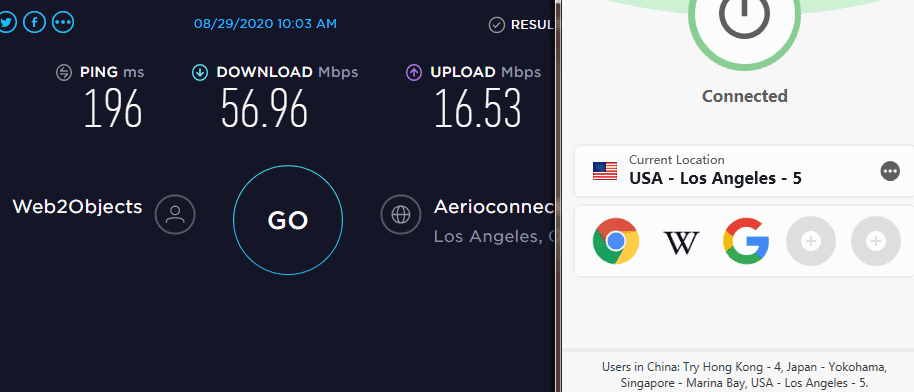 08/29/2020 10:03 AM
RESUL
PING ms
DOWNLOAD Mbps
UPLOAD Mbps
196
56.96
16.53
Web2Objects
GO
Aerioconnec
Los Angeles, C
Connected
Current Location
USA - Los Angeles - 5
W
Users in China: Try Hong Kong - 4, Japan - Yokohama,
Singapore - Marina Bay, USA - Los Angeles - 5.